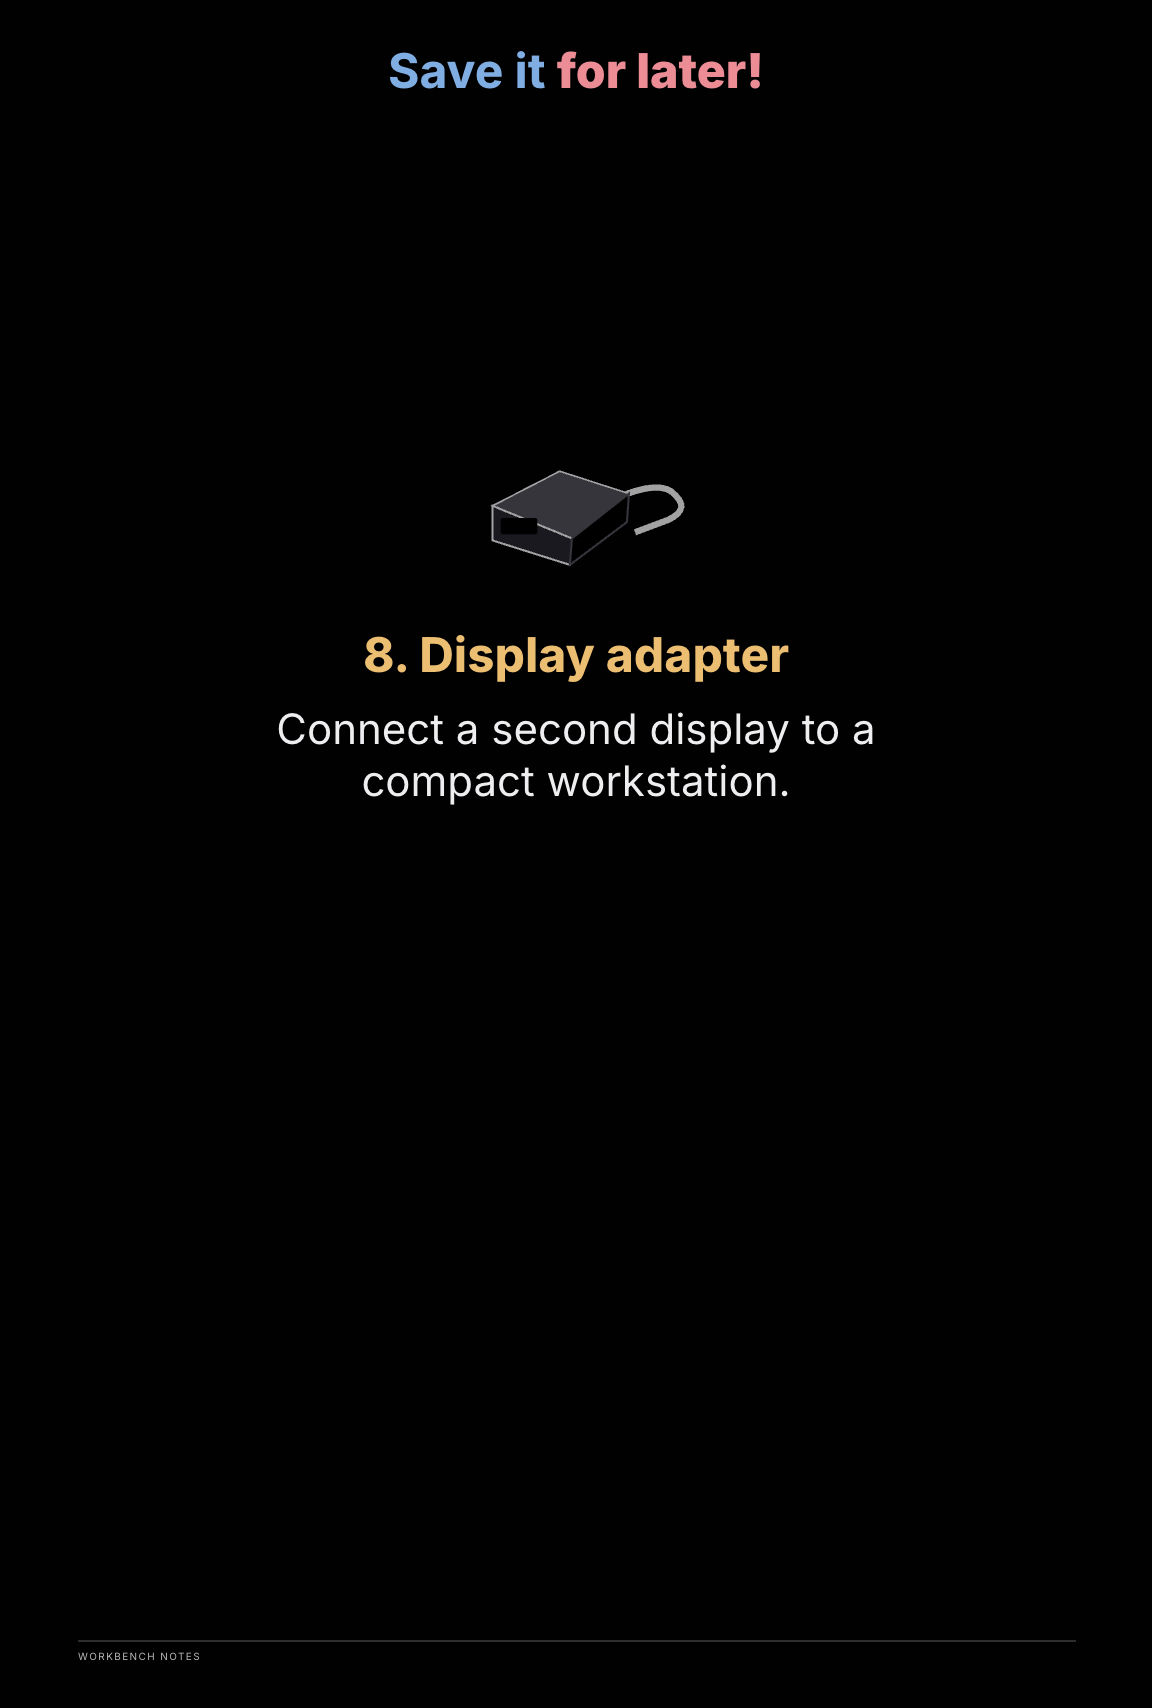 Save it for later!
8. Display adapter
Connect a second display to a
compact workstation.
WORKBENCH NOTES